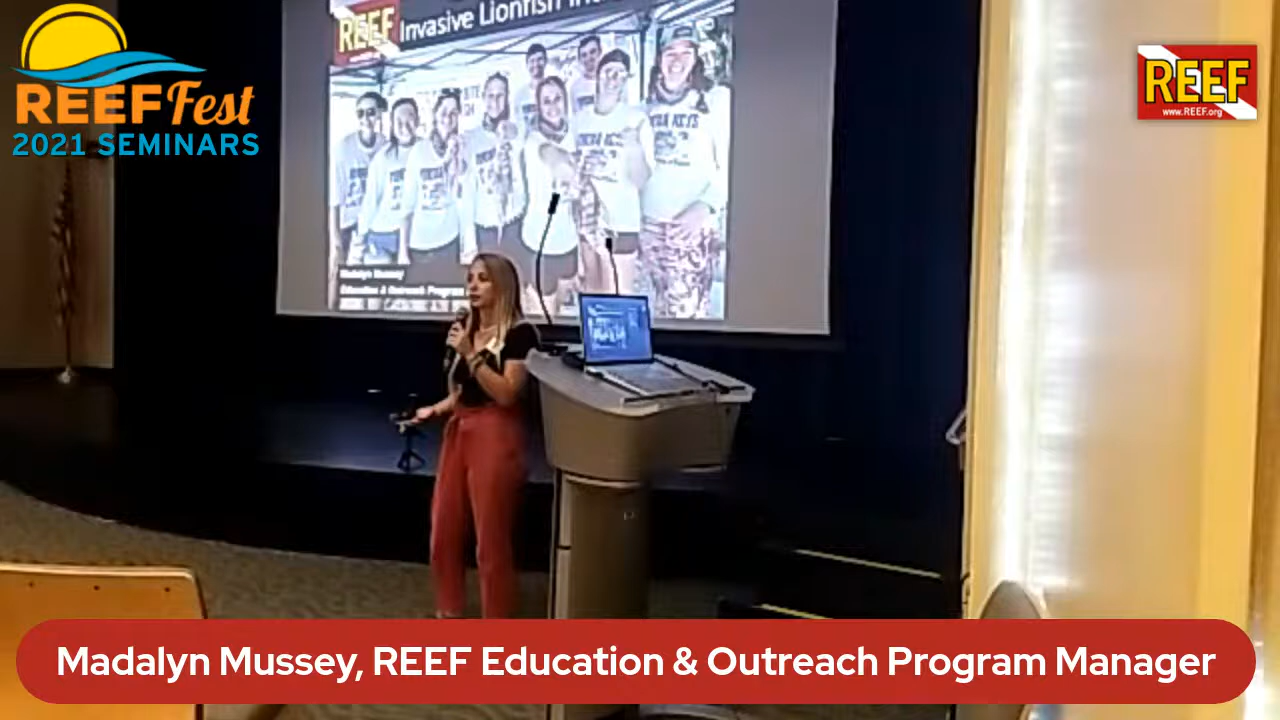 REEF Fest
2021 SEMINARS
REEF
Invasive Lionfish
REEF
www.REEF.org
Madalyn Mussey
Education & Outreach Program
Madalyn Mussey, REEF Education & Outreach Program Manager